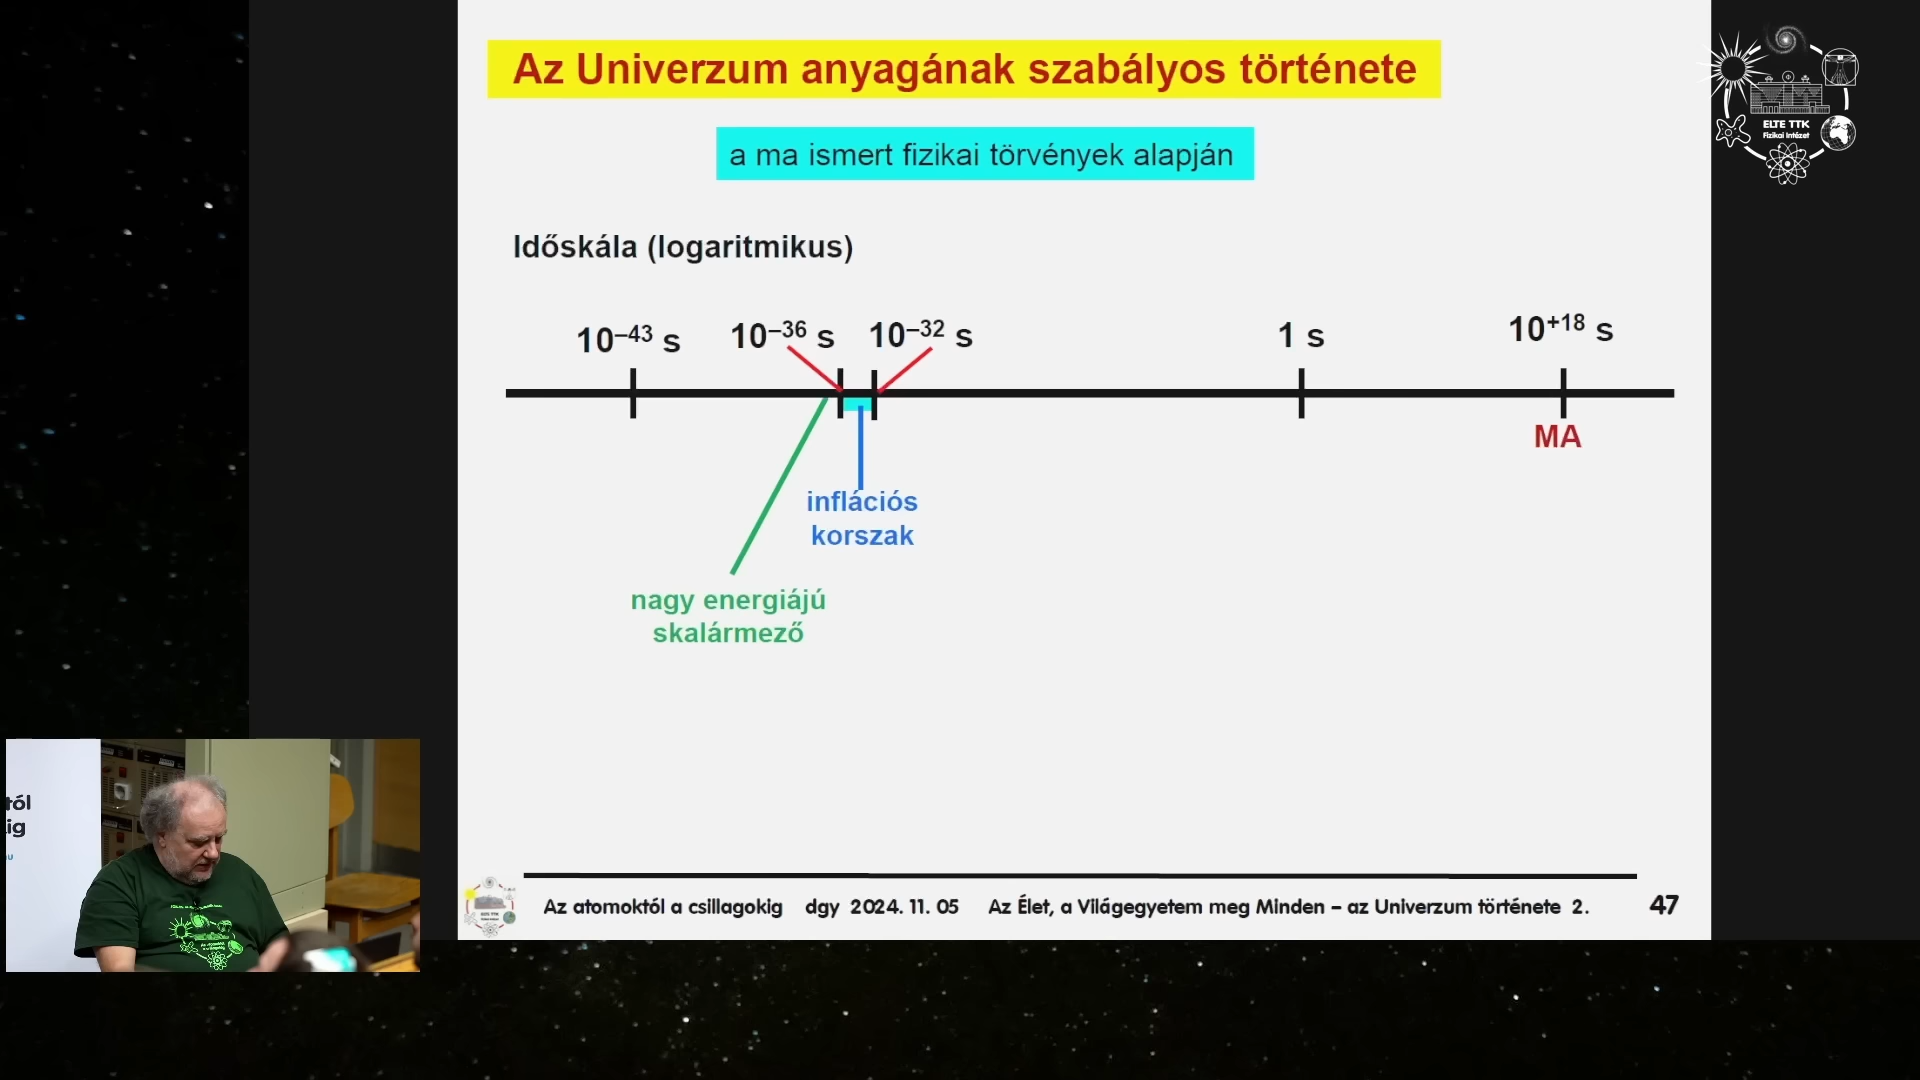 Az Univerzum anyagának szabályos története
a ma ismert fizikai törvények alapján
ELTE TTK
Fizikai Intézet
Időskála (logaritmikus)
10⁻⁴³ s 10⁻³⁶ s 10⁻³² s 1 s 10⁺¹⁸ s
MA
inflációs
korszak
nagy energiájú
skalármező
tól
ig
Az atomoktól a csillagokig dgy 2024. 11. 05 Az Élet, a Világegyetem meg Minden – az Univerzum története 2. 47